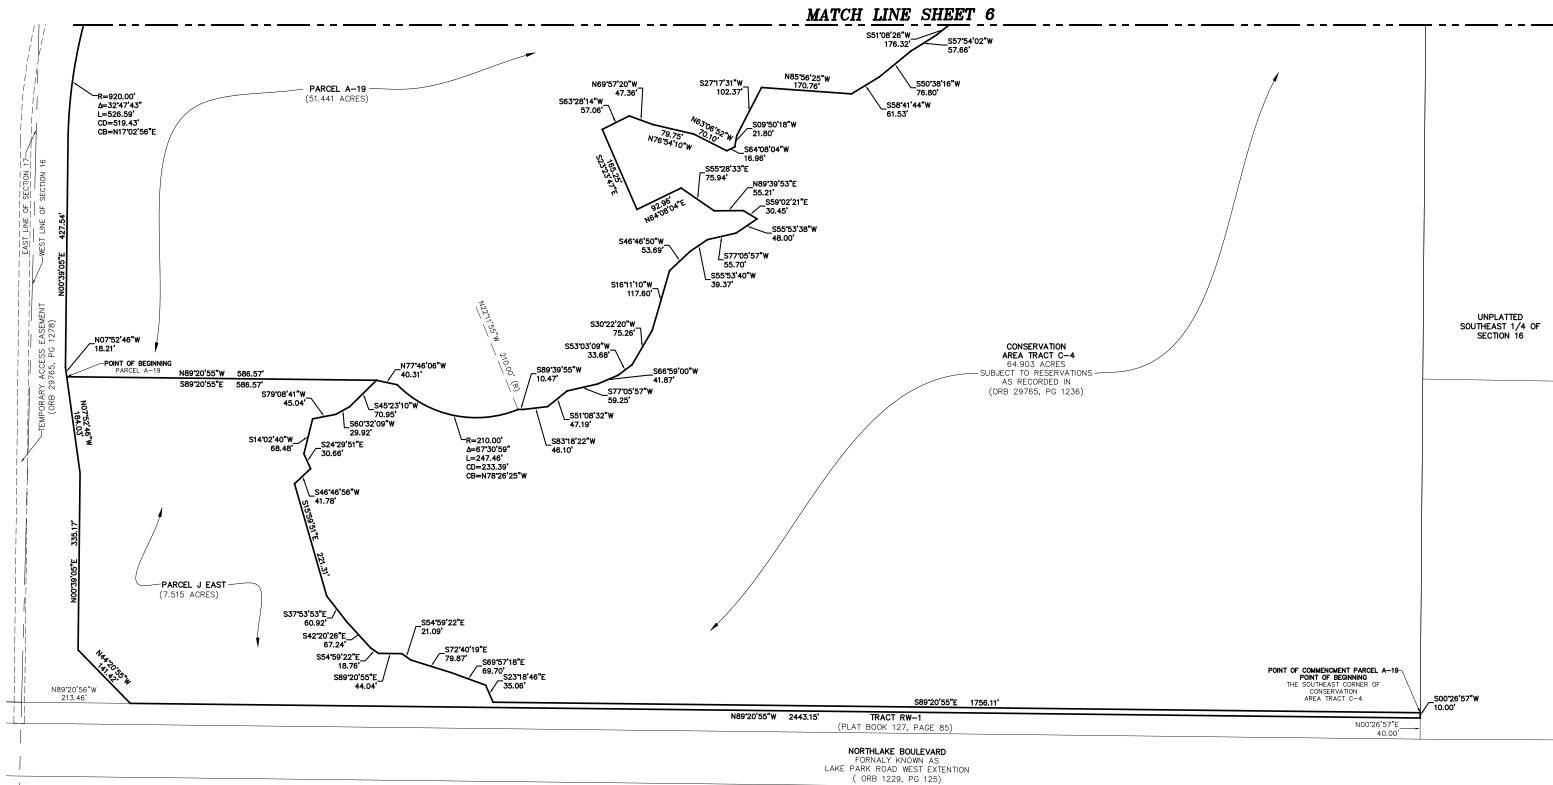 MATCH LINE SHEET 6
S51°08'26"W
176.32'
S57°54'02"W
57.66'
S50°38'16"W
76.80'
S58°41'44"W
61.53'
N85°56'25"W
170.76'
S27°17'31"W
102.37'
S09°50'18"W
21.80'
S64°08'04"W
16.96'
N63°06'52"W
70.10'
79.75'
N76°54'10"W
N69°57'20"W
47.36'
S63°28'14"W
57.06'
165.25'
S23°23'47"E
92.96'
N64°08'04"E
S55°28'33"E
75.94'
N89°39'53"E
55.21'
S59°02'21"E
30.45'
S55°53'38"W
48.00'
S77°05'57"W
55.70'
S55°53'40"W
39.37'
S46°46'50"W
53.69'
S16°11'10"W
117.60'
S30°22'20"W
75.26'
S53°03'09"W
33.68'
S66°59'00"W
41.87'
S77°05'57"W
59.25'
S51°08'32"W
47.19'
S83°18'22"W
46.10'
S89°39'55"W
10.47'
N22°11'55"W 210.00' (R)
R=210.00'
Δ=67°30'59"
L=247.46'
CD=233.39'
CB=N78°26'25"W
N77°46'06"W
40.31'
PARCEL A-19
(51.441 ACRES)
R=920.00'
Δ=32°47'43"
L=526.59'
CD=519.43'
CB=N17°02'56"E
EAST LINE OF SECTION 17
WEST LINE OF SECTION 16
TEMPORARY ACCESS EASEMENT
(ORB 29765, PG 1278)
N00°39'05"E 427.54'
N07°52'46"W
18.21'
POINT OF BEGINNING
PARCEL A-19
N89°20'55"W 586.57'
S89°20'55"E 586.57'
N07°52'46"W
184.03'
S79°08'41"W
45.04'
S45°23'10"W
70.95'
S60°32'09"W
29.92'
S14°02'40"W
68.48'
S24°29'51"E
30.66'
S46°46'56"W
41.78'
S15°59'51"E 221.31'
N00°39'05"E 335.17'
PARCEL J EAST
(7.515 ACRES)
S37°53'53"E
60.92'
S42°20'26"E
67.24'
S54°59'22"E
18.76'
S89°20'55"E
44.04'
S54°59'22"E
21.09'
S72°40'19"E
79.87'
S69°57'18"E
69.70'
S23°18'46"E
35.06'
N44°20'55"W
141.42'
N89°20'56"W
213.46'
CONSERVATION
AREA TRACT C-4
64.903 ACRES
SUBJECT TO RESERVATIONS
AS RECORDED IN
(ORB 29765, PG 1236)
UNPLATTED
SOUTHEAST 1/4 OF
SECTION 16
POINT OF COMMENCMENT PARCEL A-19
POINT OF BEGINNING
THE SOUTHEAST CORNER OF
CONSERVATION
AREA TRACT C-4
S00°26'57"W
10.00'
S89°20'55"E 1756.11'
N89°20'55"W 2443.15'
TRACT RW-1
(PLAT BOOK 127, PAGE 85)
N00°26'57"E
40.00'
NORTHLAKE BOULEVARD
FORNALY KNOWN AS
LAKE PARK ROAD WEST EXTENTION
( ORB 1229, PG 125)